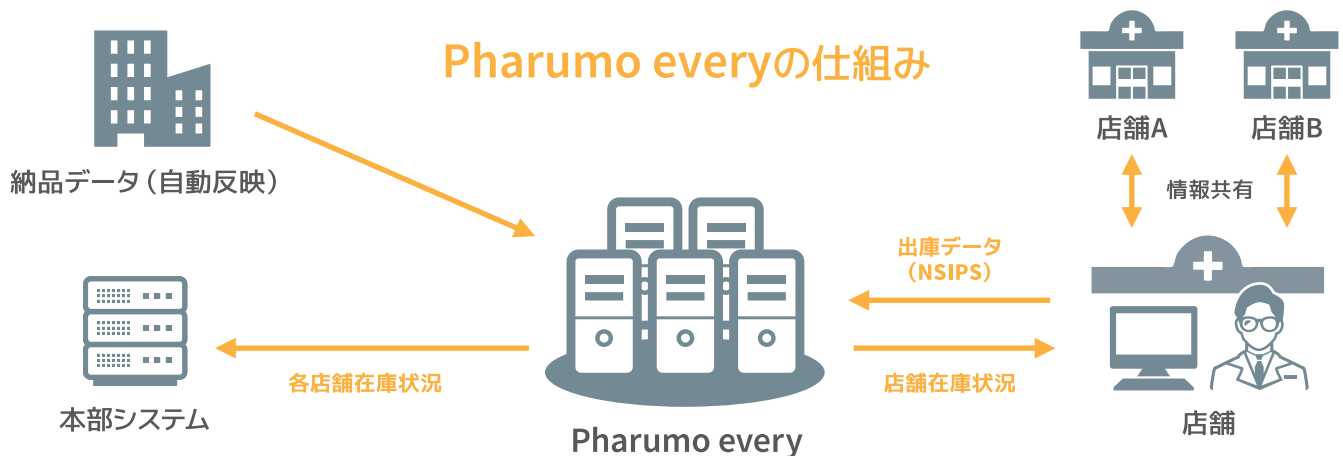 Pharumo everyの仕組み
納品データ（自動反映）
店舗A
店舗B
情報共有
出庫データ
（NSIPS）
各店舗在庫状況
店舗在庫状況
本部システム
Pharumo every
店舗